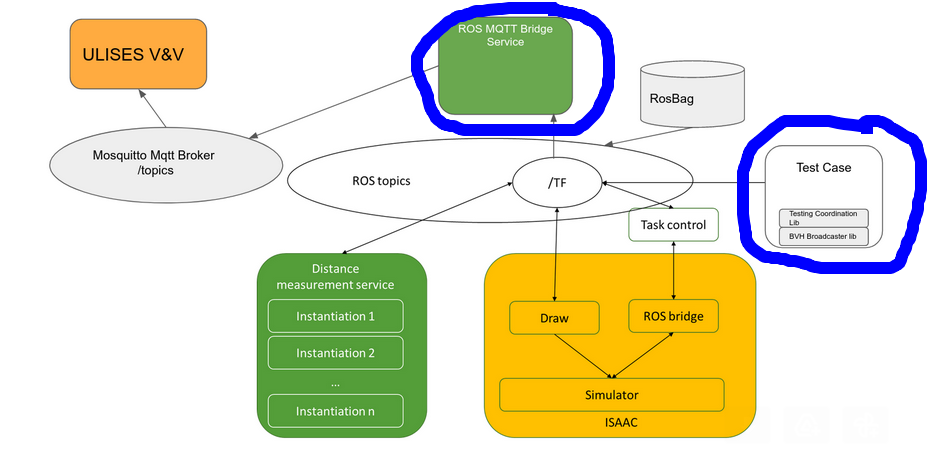 ULISES V&V
ROS MQTT Bridge
Service
RosBag
Mosquitto Mqtt Broker
/topics
ROS topics
/TF
Test Case
Testing Coordination
Lib
BVH Broadcaster lib
Task control
Distance
measurement service
Instantiation 1
Instantiation 2
...
Instantiation n
Draw
ROS bridge
Simulator
ISAAC